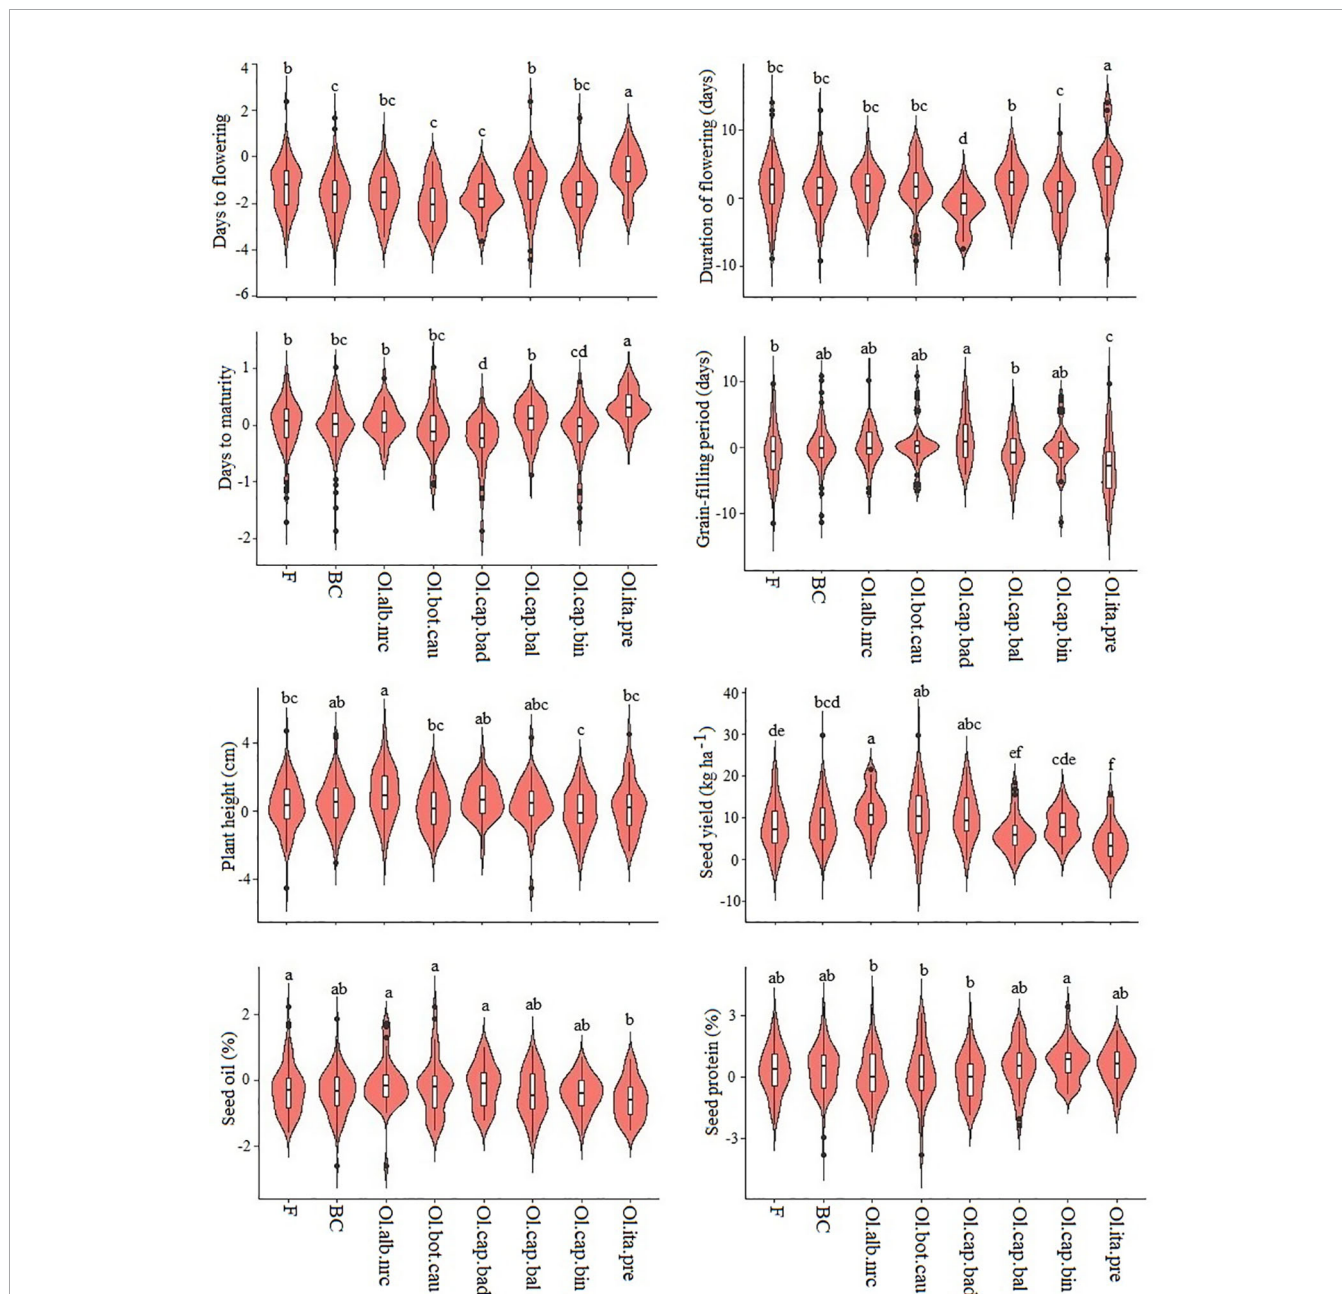 b c bc c c b bc a
Days to flowering
4
2
0
-2
-4
-6
bc bc bc bc d b c a
Duration of flowering (days)
10
0
-10
b bc b bc d b cd a
Days to maturity
1
0
-1
-2
F BC Ol.alb.nrc Ol.bot.cau Ol.cap.bad Ol.cap.bal Ol.cap.bin Ol.ita.pre
b ab ab ab a b ab c
Grain-filling period (days)
10
0
-10
F BC Ol.alb.nrc Ol.bot.cau Ol.cap.bad Ol.cap.bal Ol.cap.bin Ol.ita.pre
bc ab a bc ab abc c bc
Plant height (cm)
4
0
-4
de bcd a ab abc ef cde f
Seed yield (kg ha-1)
40
30
20
10
0
-10
a ab a a a ab ab b
Seed oil (%)
2
0
-2
F BC Ol.alb.nrc Ol.bot.cau Ol.cap.bad Ol.cap.bal Ol.cap.bin Ol.ita.pre
ab ab b b b ab a ab
Seed protein (%)
3
0
-3
F BC Ol.alb.nrc Ol.bot.cau Ol.cap.bad Ol.cap.bal Ol.cap.bin Ol.ita.pre